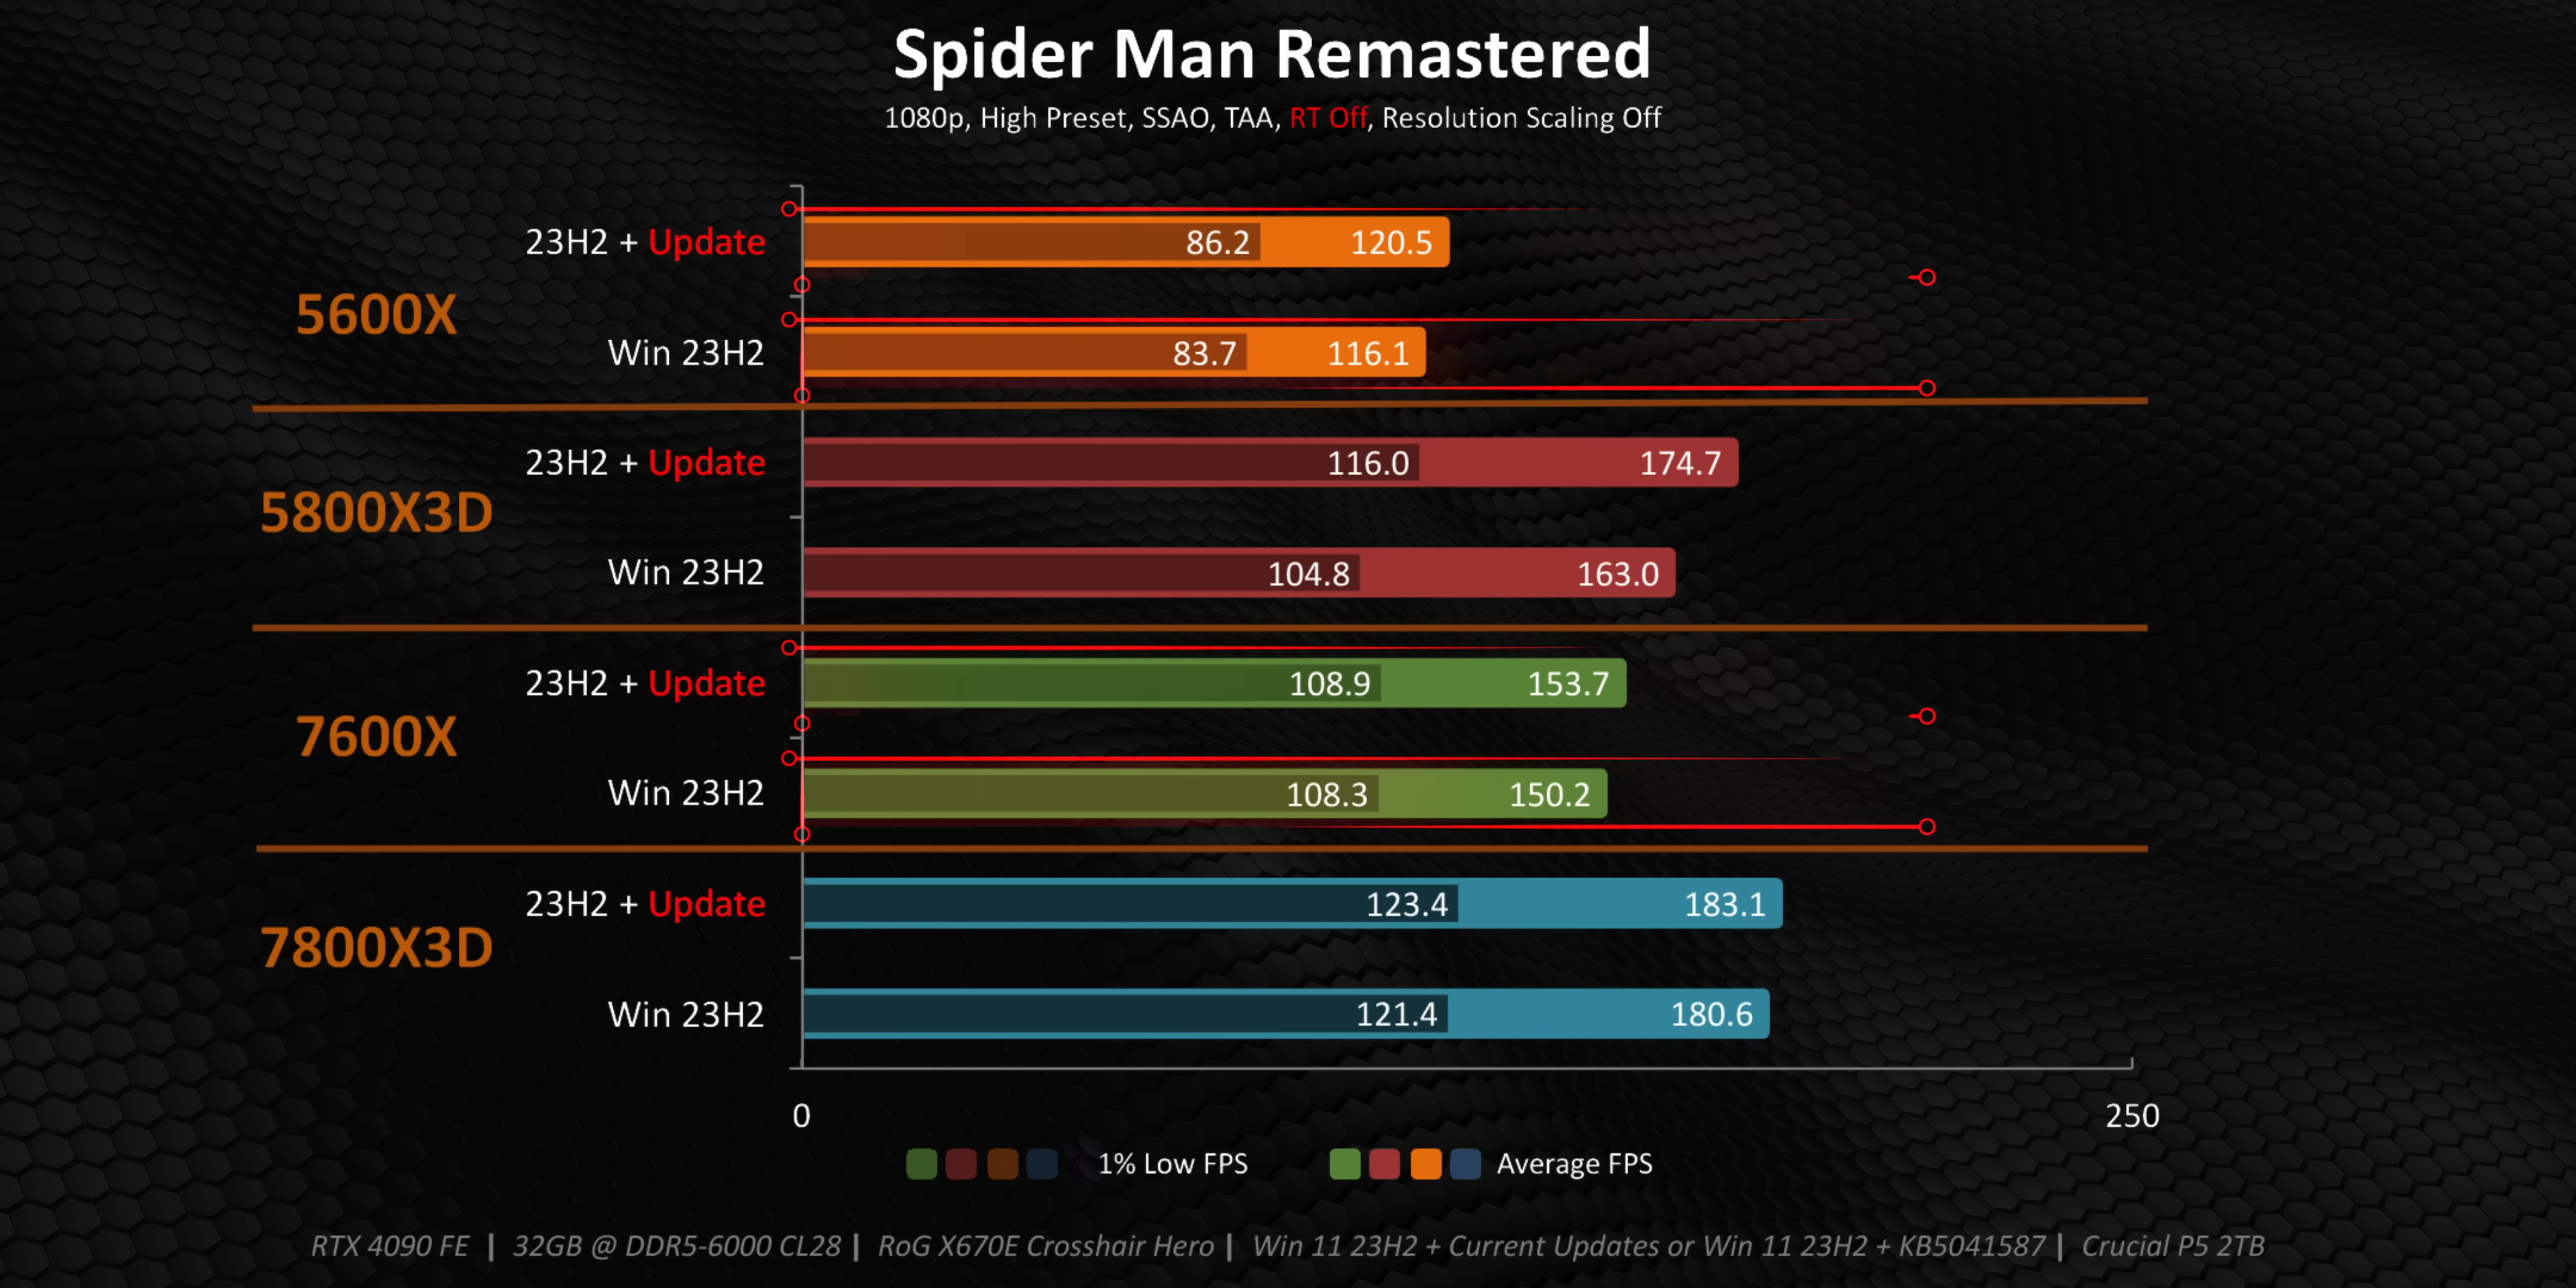 Spider Man Remastered
1080p, High Preset, SSAO, TAA, RT Off, Resolution Scaling Off
5600X
23H2 + Update 86.2 120.5
Win 23H2 83.7 116.1
5800X3D
23H2 + Update 116.0 174.7
Win 23H2 104.8 163.0
7600X
23H2 + Update 108.9 153.7
Win 23H2 108.3 150.2
7800X3D
23H2 + Update 123.4 183.1
Win 23H2 121.4 180.6
0 250
1% Low FPS Average FPS
RTX 4090 FE | 32GB @ DDR5-6000 CL28 | RoG X670E Crosshair Hero | Win 11 23H2 + Current Updates or Win 11 23H2 + KB5041587 | Crucial P5 2TB